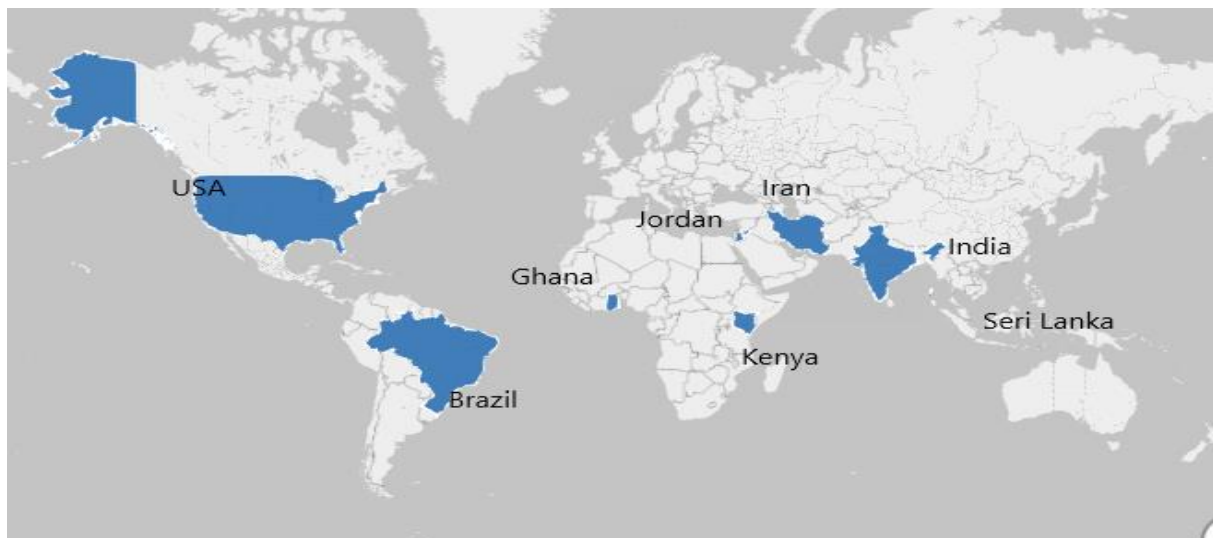 USA
Iran
Jordan
India
Ghana
Seri Lanka
Kenya
Brazil